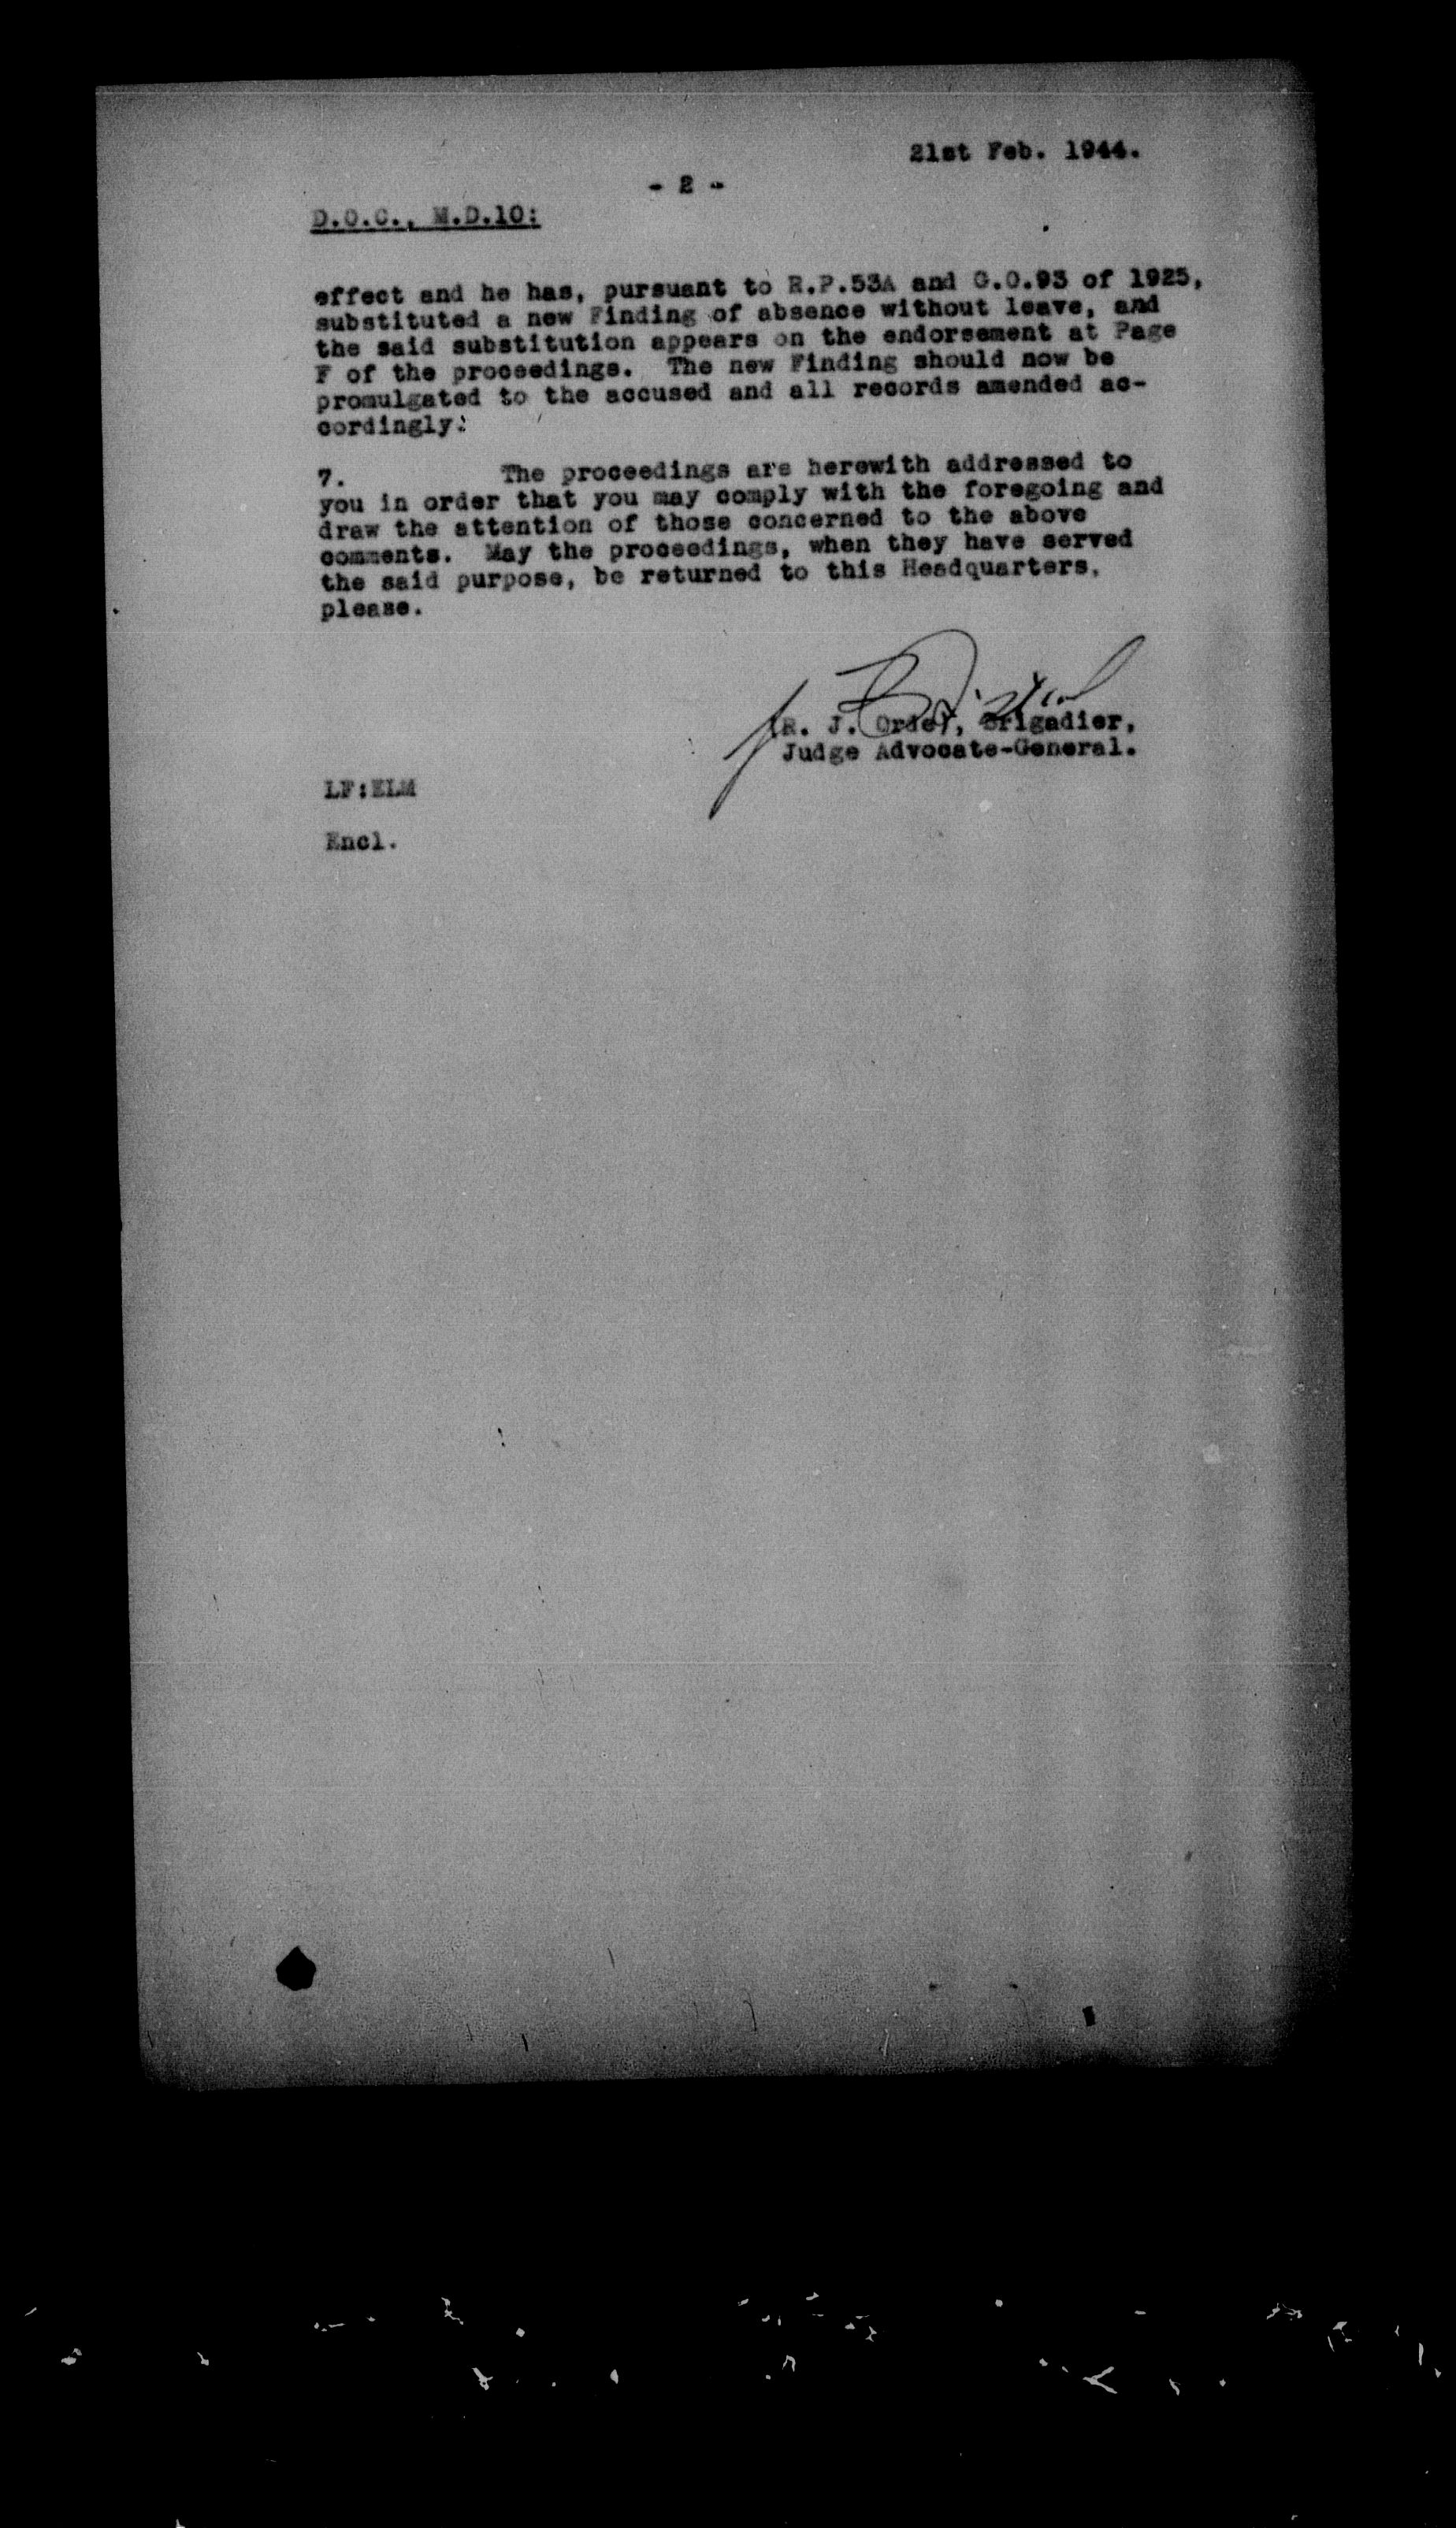 21st Feb. 1944.
- 2 -
D.O.C., M.D.10:
effect and he has, pursuant to R.P.53A and G.O.93 of 1925,
substituted a new Finding of absence without leave, and
the said substitution appears on the endorsement at Page
F of the proceedings. The new Finding should now be
promulgated to the accused and all records amended ac-
cordingly.
7. The proceedings are herewith addressed to
you in order that you may comply with the foregoing and
draw the attention of those concerned to the above
comments. May the proceedings, when they have served
the said purpose, be returned to this Headquarters,
please.
(R. J. Orde), Brigadier,
Judge Advocate-General.
LF:ELM
Encl.